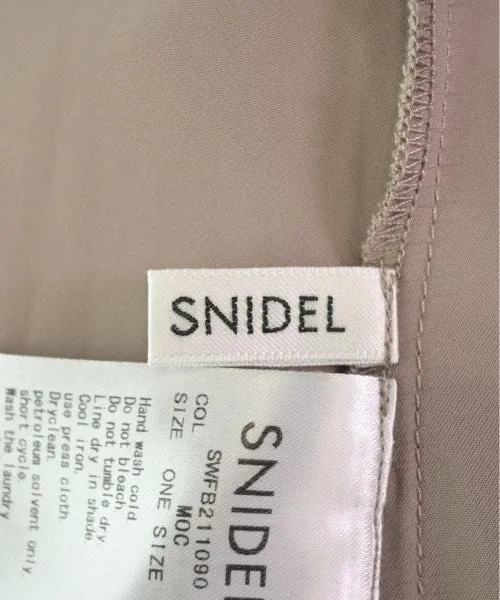 SNIDEL
SNIDEL
SWFB211090
COL MOC
SIZE ONE SIZE
Hand wash cold
Do not bleach
Do not tumble dry.
Line dry in shade.
Cool iron.
use press cloth
Dryclean.
petroleum solvent only.
short cycle.
Wash the laundry